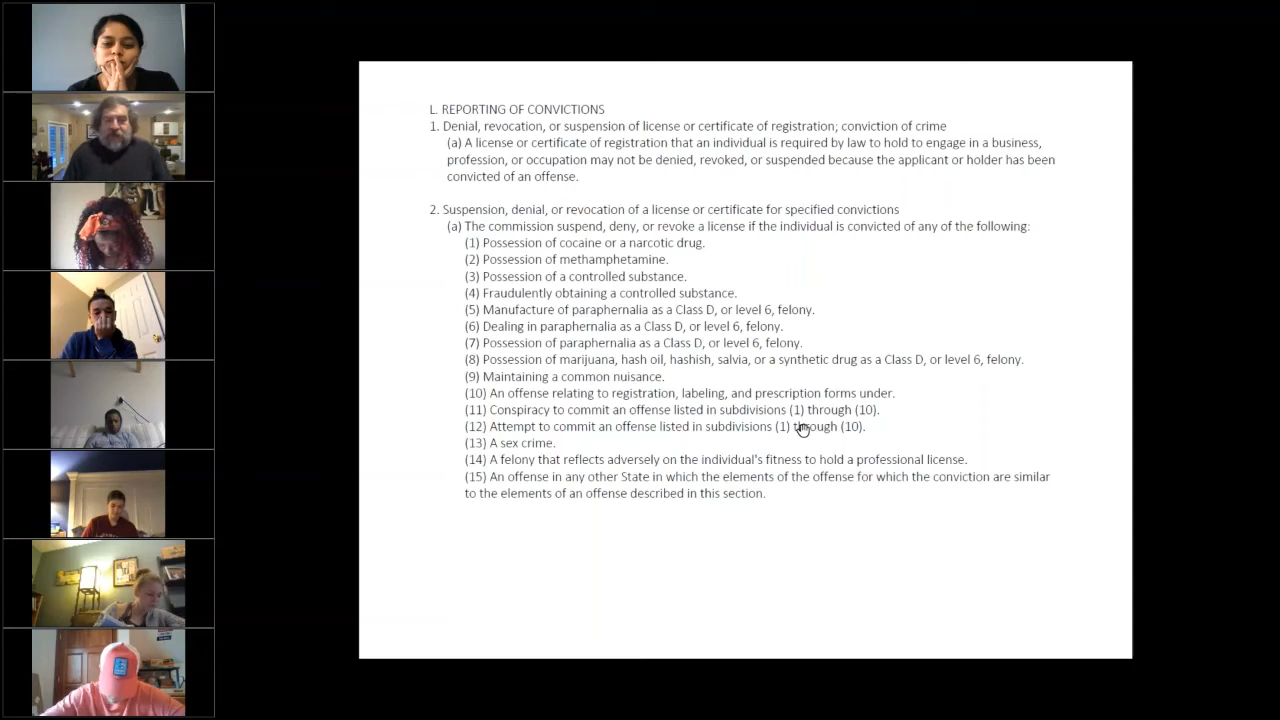 L. REPORTING OF CONVICTIONS
1. Denial, revocation, or suspension of license or certificate of registration; conviction of crime
(a) A license or certificate of registration that an individual is required by law to hold to engage in a business,
profession, or occupation may not be denied, revoked, or suspended because the applicant or holder has been
convicted of an offense.
2. Suspension, denial, or revocation of a license or certificate for specified convictions
(a) The commission suspend, deny, or revoke a license if the individual is convicted of any of the following:
(1) Possession of cocaine or a narcotic drug.
(2) Possession of methamphetamine.
(3) Possession of a controlled substance.
(4) Fraudulently obtaining a controlled substance.
(5) Manufacture of paraphernalia as a Class D, or level 6, felony.
(6) Dealing in paraphernalia as a Class D, or level 6, felony.
(7) Possession of paraphernalia as a Class D, or level 6, felony.
(8) Possession of marijuana, hash oil, hashish, salvia, or a synthetic drug as a Class D, or level 6, felony.
(9) Maintaining a common nuisance.
(10) An offense relating to registration, labeling, and prescription forms under.
(11) Conspiracy to commit an offense listed in subdivisions (1) through (10).
(12) Attempt to commit an offense listed in subdivisions (1) through (10).
(13) A sex crime.
(14) A felony that reflects adversely on the individual's fitness to hold a professional license.
(15) An offense in any other State in which the elements of the offense for which the conviction are similar
to the elements of an offense described in this section.